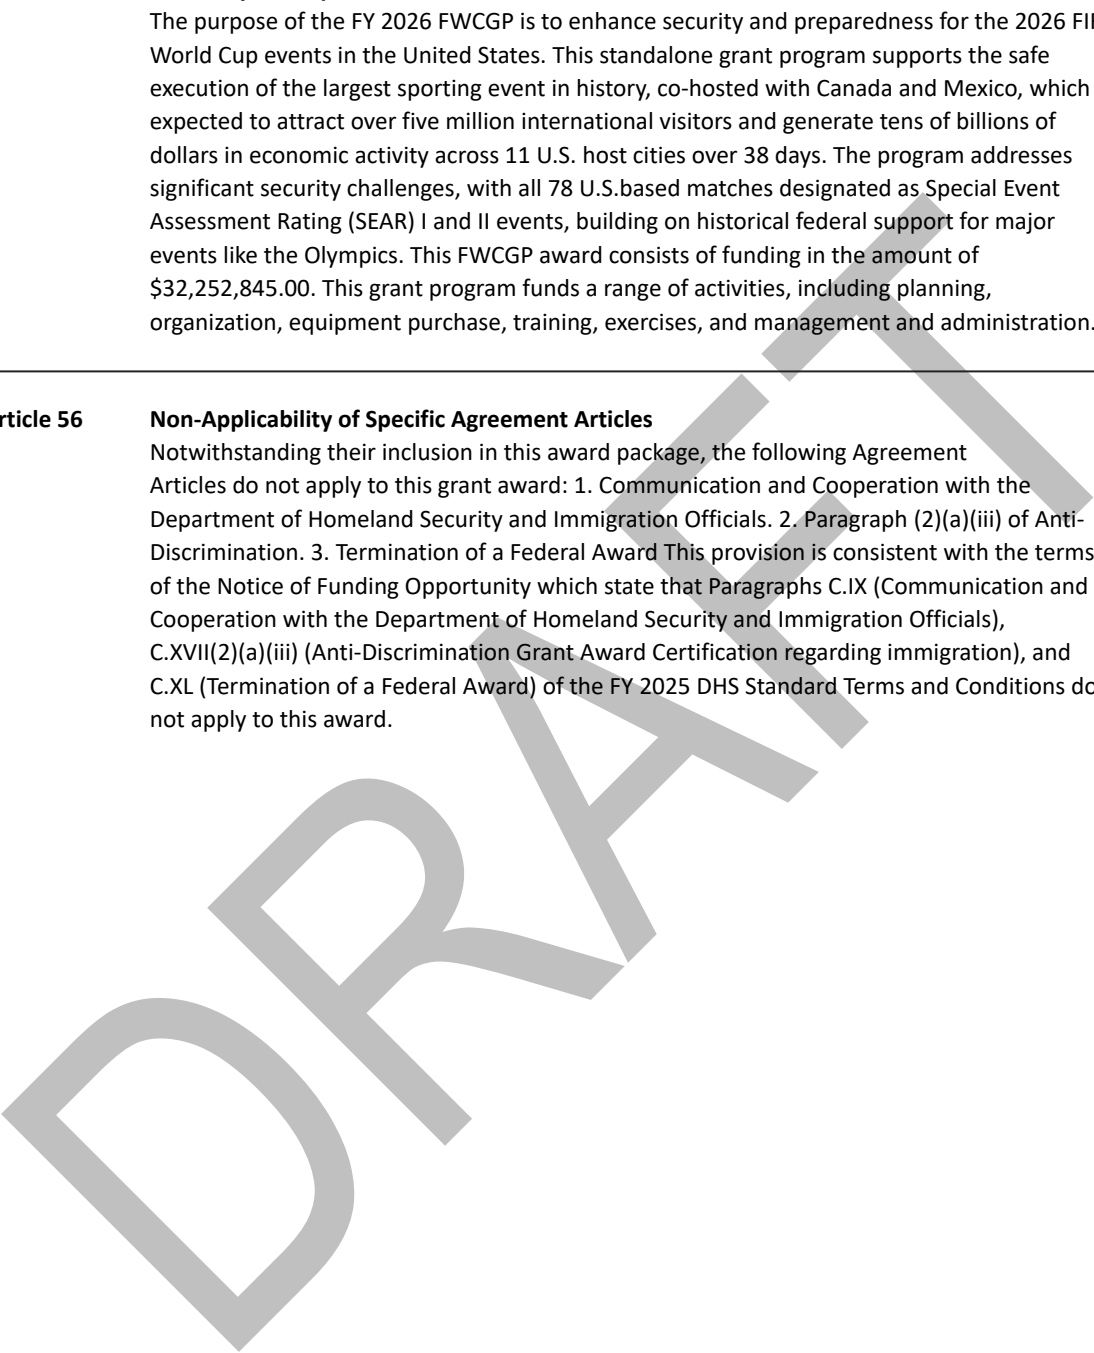 The purpose of the FY 2026 FWCGP is to enhance security and preparedness for the 2026
World Cup events in the United States. This standalone grant program supports the safe
execution of the largest sporting event in history, co-hosted with Canada and Mexico, which
expected to attract over five million international visitors and generate tens of billions of
dollars in economic activity across 11 U.S. host cities over 38 days. The program addresses
significant security challenges, with all 78 U.S.based matches designated as Special Event
Assessment Rating (SEAR) I and II events, building on historical federal support for major
events like the Olympics. This FWCGP award consists of funding in the amount of
$32,252,845.00. This grant program funds a range of activities, including planning,
organization, equipment purchase, training, exercises, and management and administration.
rticle 56 Non-Applicability of Specific Agreement Articles
Notwithstanding their inclusion in this award package, the following Agreement
Articles do not apply to this grant award: 1. Communication and Cooperation with the
Department of Homeland Security and Immigration Officials. 2. Paragraph (2)(a)(iii) of Anti-
Discrimination. 3. Termination of a Federal Award This provision is consistent with the terms
of the Notice of Funding Opportunity which state that Paragraphs C.IX (Communication and
Cooperation with the Department of Homeland Security and Immigration Officials),
C.XVII(2)(a)(iii) (Anti-Discrimination Grant Award Certification regarding immigration), and
C.XL (Termination of a Federal Award) of the FY 2025 DHS Standard Terms and Conditions do
not apply to this award.
DRAFT